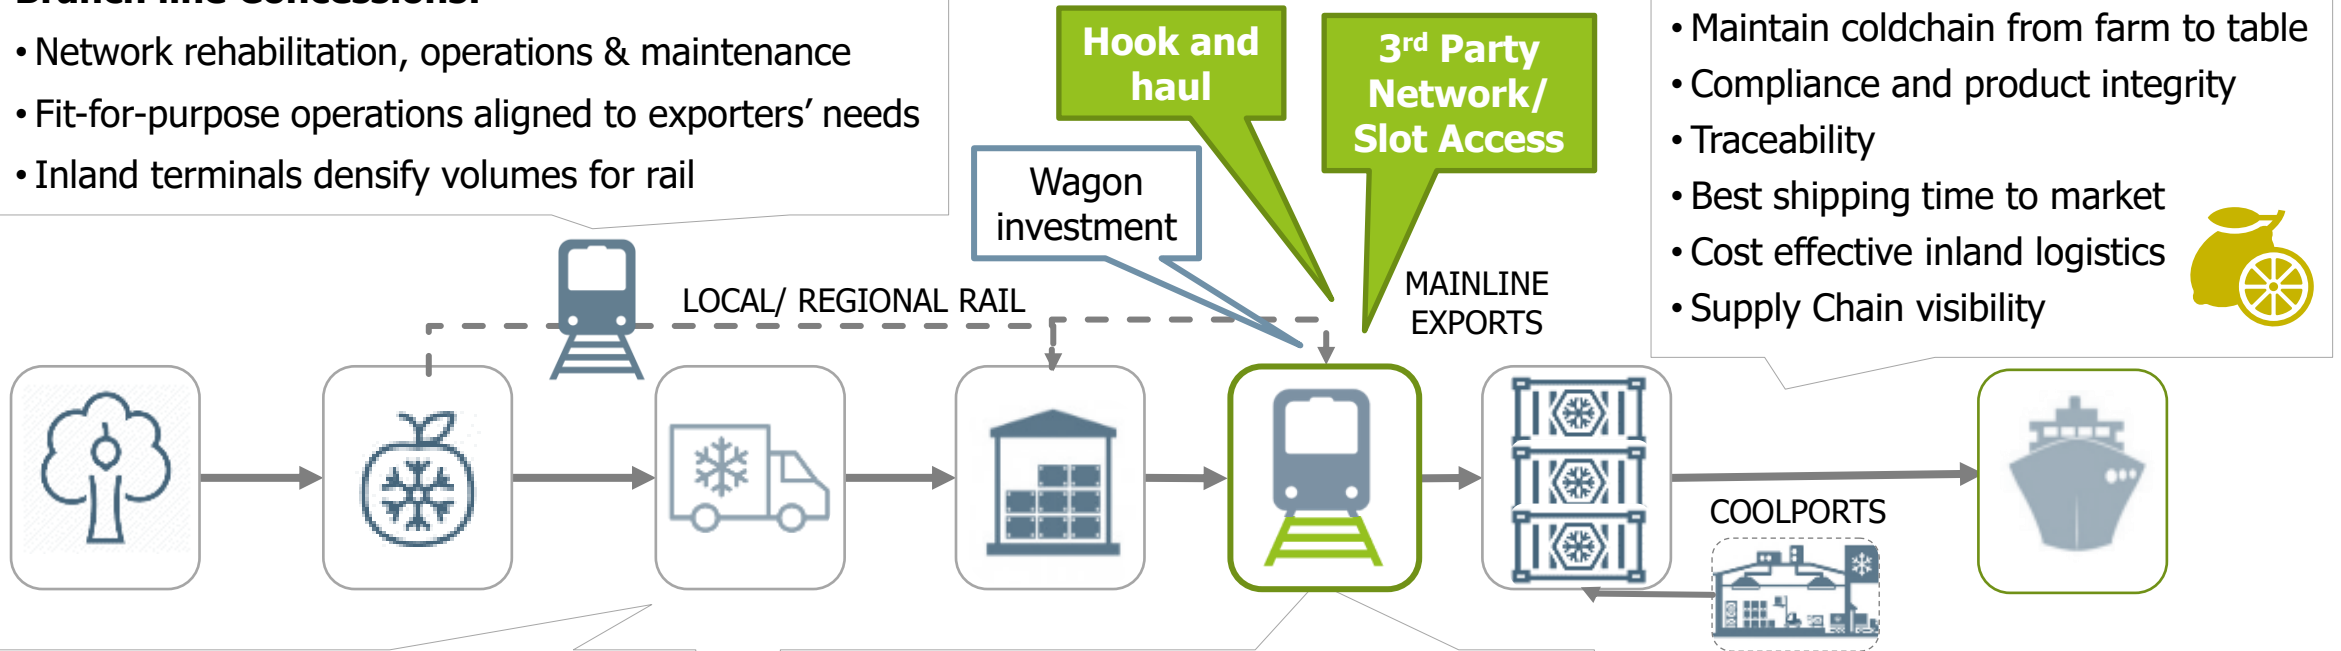 • Network rehabilitation, operations & maintenance
• Fit-for-purpose operations aligned to exporters’ needs
• Inland terminals densify volumes for rail
Hook and
haul
3rd Party
Network/
Slot Access
Wagon
investment
• Maintain coldchain from farm to table
• Compliance and product integrity
• Traceability
• Best shipping time to market
• Cost effective inland logistics
• Supply Chain visibility
LOCAL/ REGIONAL RAIL
MAINLINE
EXPORTS
COOLPORTS